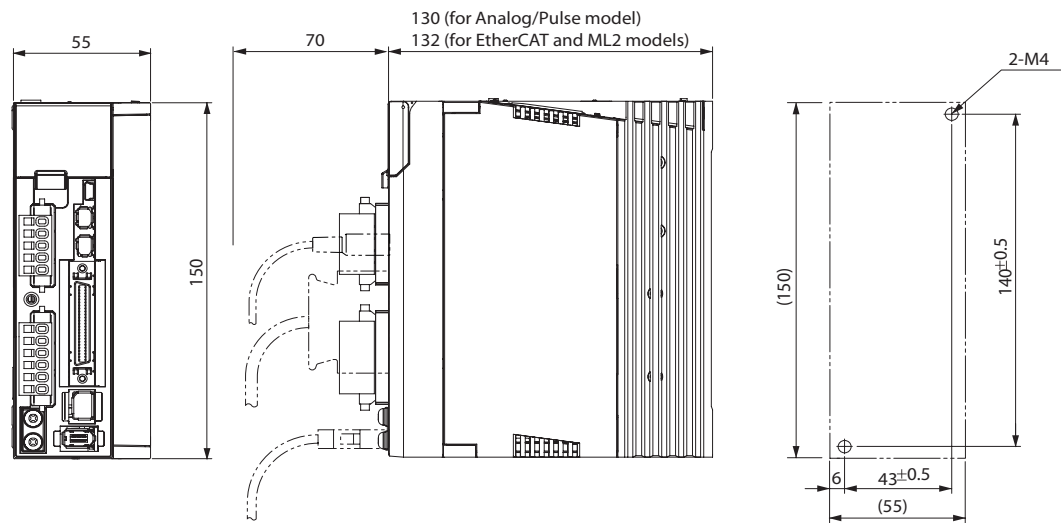 130 (for Analog/Pulse model)
55
70
132 (for EtherCAT and ML2 models)
2-M4
150
(150)
140±0.5
6
43±0.5
(55)